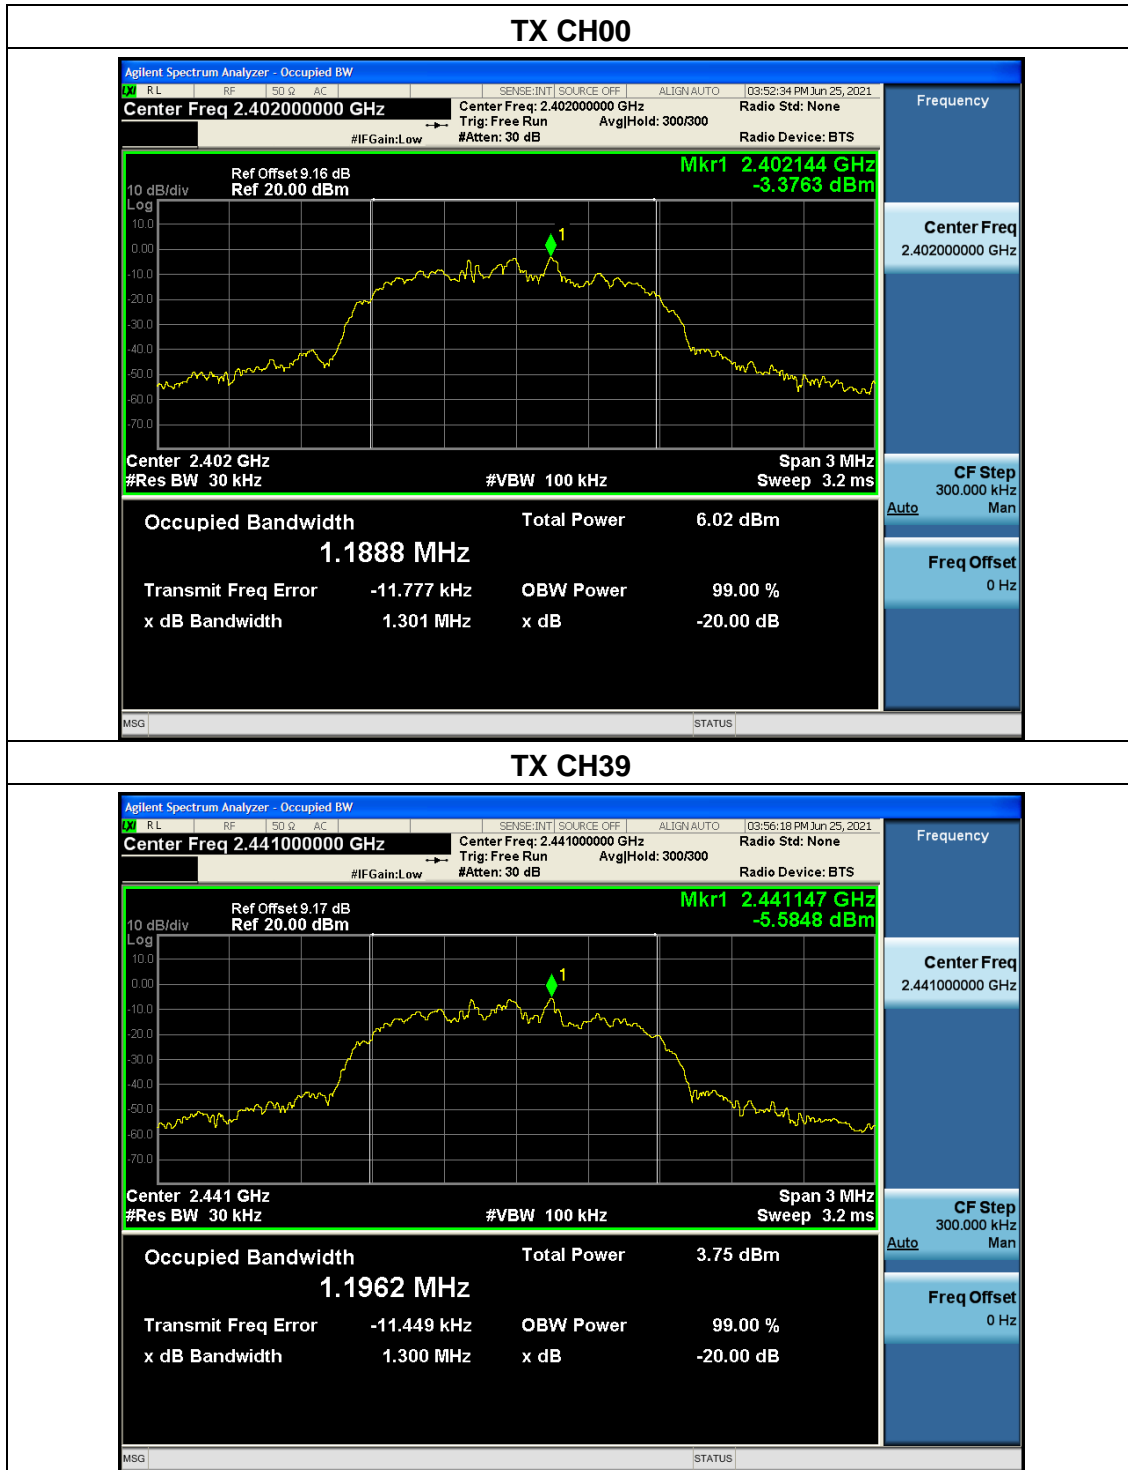 TX CH00
Agilent Spectrum Analyzer - Occupied BW
LXI RL RF 50 Ω AC SENSE:INT SOURCE OFF ALIGN AUTO 03:52:34 PM Jun 25, 2021
Center Freq 2.402000000 GHz
Center Freq: 2.402000000 GHz
Radio Std: None
Trig: Free Run Avg|Hold: 300/300
#IFGain:Low #Atten: 30 dB Radio Device: BTS
Frequency
Mkr1 2.402144 GHz
-3.3763 dBm
Ref Offset 9.16 dB
10 dB/div Ref 20.00 dBm
Log
10.0
0.00
-10.0
-20.0
-30.0
-40.0
-50.0
-60.0
-70.0
1
Center 2.402 GHz Span 3 MHz
#Res BW 30 kHz #VBW 100 kHz Sweep 3.2 ms
Center Freq
2.402000000 GHz
CF Step
300.000 kHz
Auto Man
Freq Offset
0 Hz
Occupied Bandwidth Total Power 6.02 dBm
1.1888 MHz
Transmit Freq Error -11.777 kHz OBW Power 99.00 %
x dB Bandwidth 1.301 MHz x dB -20.00 dB
MSG STATUS
TX CH39
Agilent Spectrum Analyzer - Occupied BW
LXI RL RF 50 Ω AC SENSE:INT SOURCE OFF ALIGN AUTO 03:56:18 PM Jun 25, 2021
Center Freq 2.441000000 GHz
Center Freq: 2.441000000 GHz
Radio Std: None
Trig: Free Run Avg|Hold: 300/300
#IFGain:Low #Atten: 30 dB Radio Device: BTS
Frequency
Mkr1 2.441147 GHz
-5.5848 dBm
Ref Offset 9.17 dB
10 dB/div Ref 20.00 dBm
Log
10.0
0.00
-10.0
-20.0
-30.0
-40.0
-50.0
-60.0
-70.0
1
Center 2.441 GHz Span 3 MHz
#Res BW 30 kHz #VBW 100 kHz Sweep 3.2 ms
Center Freq
2.441000000 GHz
CF Step
300.000 kHz
Auto Man
Freq Offset
0 Hz
Occupied Bandwidth Total Power 3.75 dBm
1.1962 MHz
Transmit Freq Error -11.449 kHz OBW Power 99.00 %
x dB Bandwidth 1.300 MHz x dB -20.00 dB
MSG STATUS